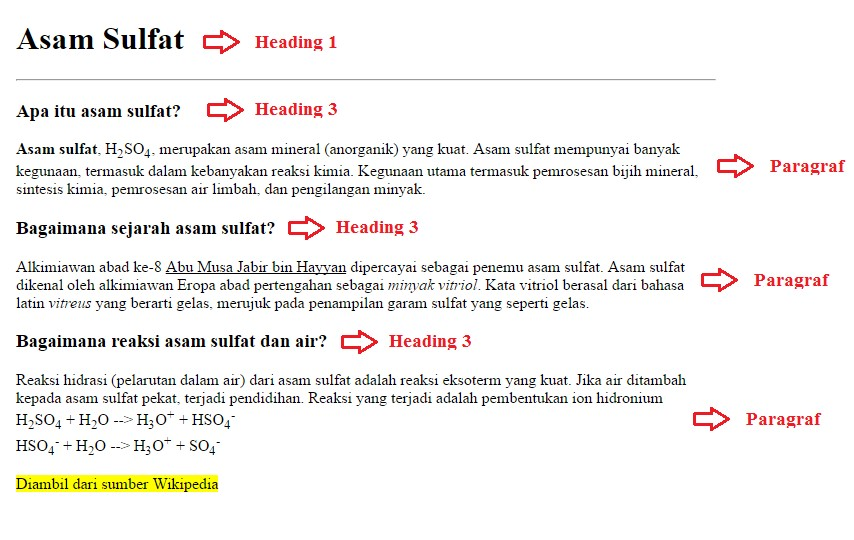 Asam Sulfat Heading 1
Apa itu asam sulfat? Heading 3
Asam sulfat, H₂SO₄, merupakan asam mineral (anorganik) yang kuat. Asam sulfat mempunyai banyak
kegunaan, termasuk dalam kebanyakan reaksi kimia. Kegunaan utama termasuk pemrosesan bijih mineral,
sintesis kimia, pemrosesan air limbah, dan pengilangan minyak.
Paragraf
Bagaimana sejarah asam sulfat? Heading 3
Alkimiawan abad ke-8 Abu Musa Jabir bin Hayyan dipercayai sebagai penemu asam sulfat. Asam sulfat
dikenal oleh alkimiawan Eropa abad pertengahan sebagai minyak vitriol. Kata vitriol berasal dari bahasa
latin vitreus yang berarti gelas, merujuk pada penampilan garam sulfat yang seperti gelas.
Paragraf
Bagaimana reaksi asam sulfat dan air? Heading 3
Reaksi hidrasi (pelarutan dalam air) dari asam sulfat adalah reaksi eksoterm yang kuat. Jika air ditambah
kepada asam sulfat pekat, terjadi pendidihan. Reaksi yang terjadi adalah pembentukan ion hidronium
H₂SO₄ + H₂O --> H₃O⁺ + HSO₄⁻
HSO₄⁻ + H₂O --> H₃O⁺ + SO₄⁻
Paragraf
Diambil dari sumber Wikipedia